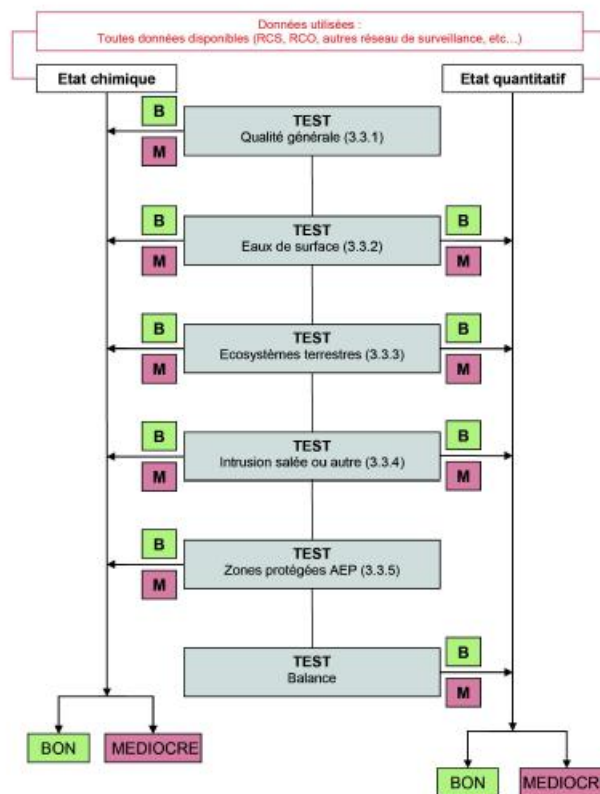 Données utilisées :
Toutes données disponibles (RCS, RCO, autres réseau de surveillance, etc…)
Etat chimique
Etat quantitatif
B
TEST
Qualité générale (3.3.1)
M
B
TEST
Eaux de surface (3.3.2)
B
M
M
B
TEST
Ecosystèmes terrestres (3.3.3)
B
M
M
B
TEST
Intrusion salée ou autre (3.3.4)
B
M
M
B
TEST
Zones protégées AEP (3.3.5)
M
TEST
Balance
B
M
BON
MEDIOCRE
BON
MEDIOCRE